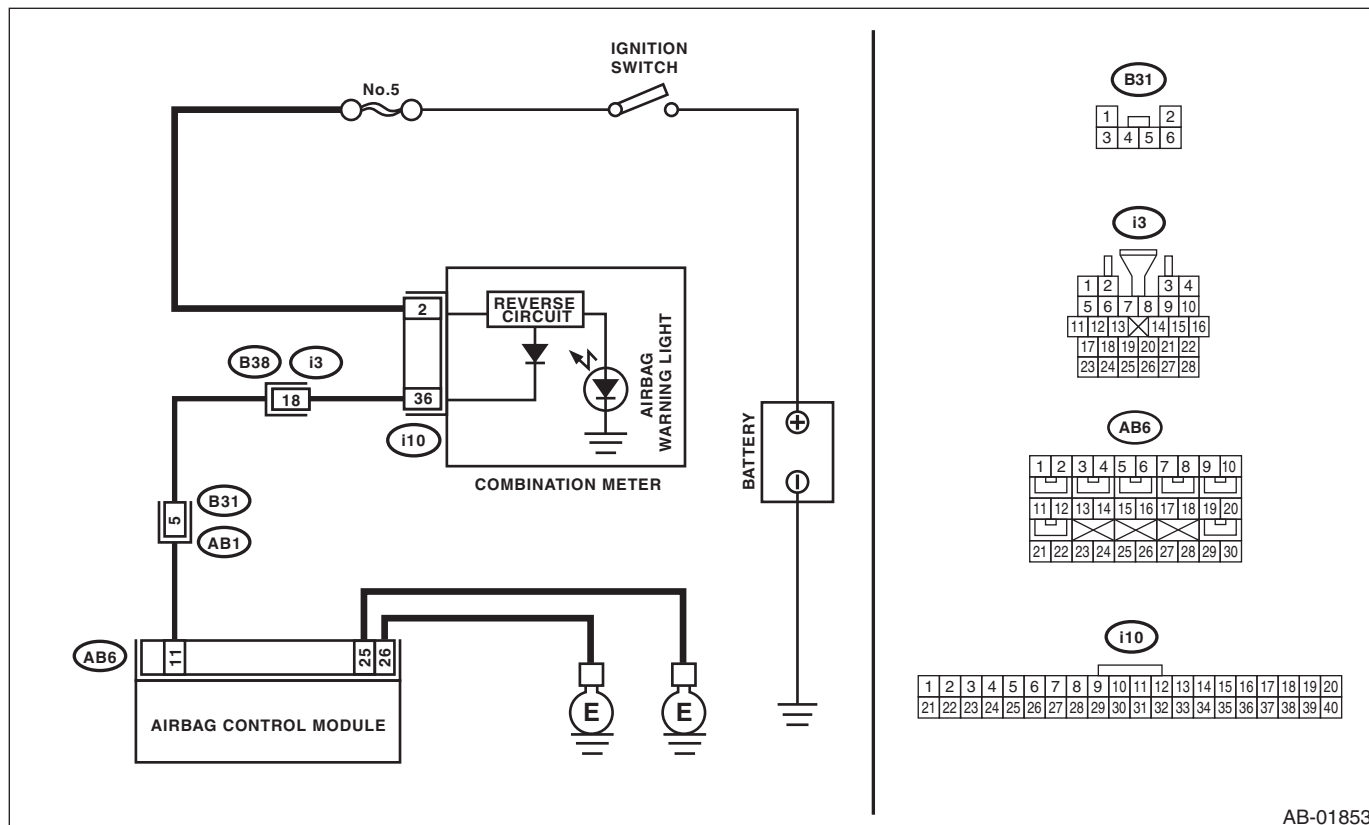 IGNITION
SWITCH
No.5
2
REVERSE
CIRCUIT
AIRBAG
WARNING LIGHT
B38 i3
18
36
i10
COMBINATION METER
BATTERY
+
−
5
B31
AB1
AB6
11
25
26
E
E
AIRBAG CONTROL MODULE
B31
1 2
3 4 5 6
i3
1 2 3 4
5 6 7 8 9 10
11 12 13 14 15 16
17 18 19 20 21 22
23 24 25 26 27 28
AB6
1 2 3 4 5 6 7 8 9 10
11 12 13 14 15 16 17 18 19 20
21 22 23 24 25 26 27 28 29 30
i10
1 2 3 4 5 6 7 8 9 10 11 12 13 14 15 16 17 18 19 20
21 22 23 24 25 26 27 28 29 30 31 32 33 34 35 36 37 38 39 40
AB-01853